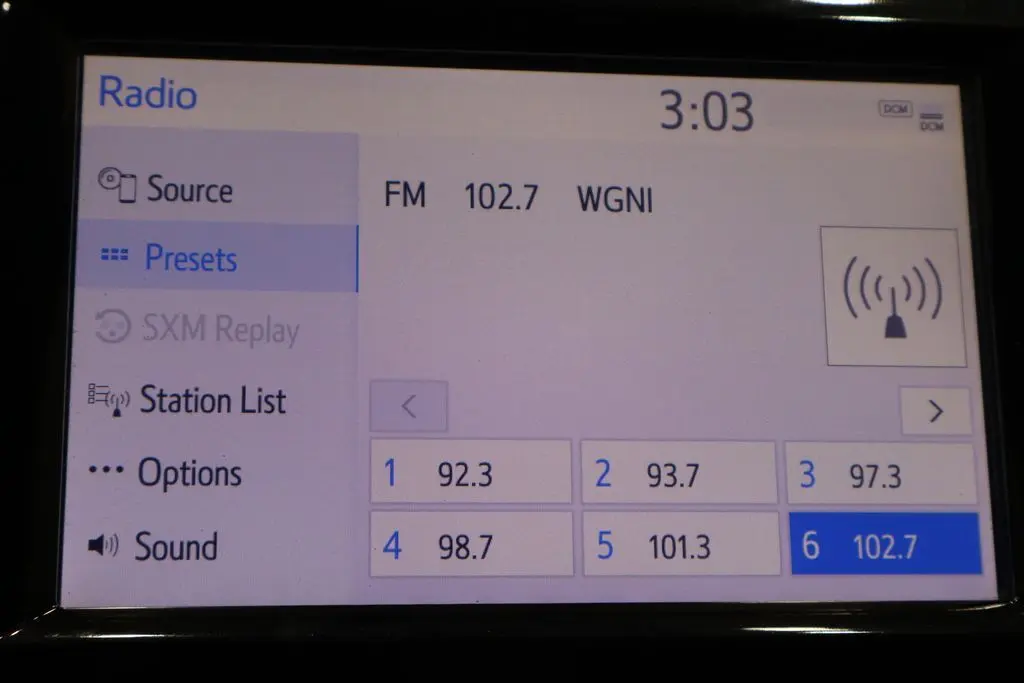 Radio 3:03 DCM DCM
Source
Presets
SXM Replay
Station List
Options
Sound
FM 102.7 WGNI
1 92.3 2 93.7 3 97.3
4 98.7 5 101.3 6 102.7